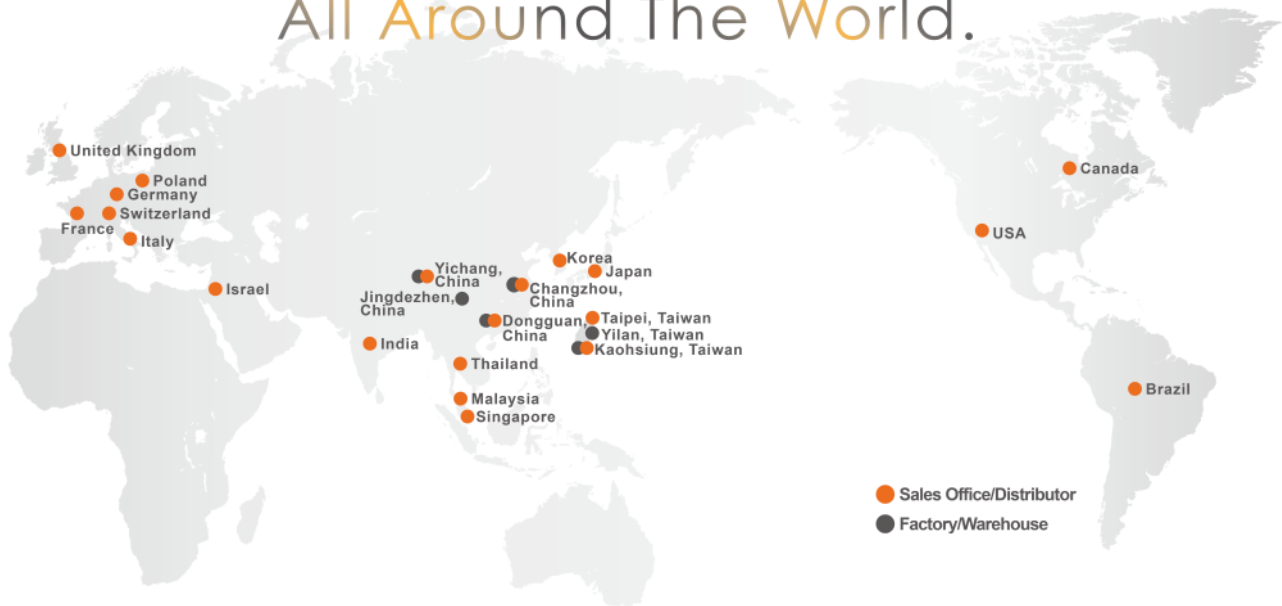 All Around The World.
United Kingdom
Poland
Germany
Switzerland
France
Italy
Israel
Yichang,
China
Jingdezhen,
China
Changzhou,
China
Dongguan,
China
Korea
Japan
Taipei, Taiwan
Yilan, Taiwan
Kaohsiung, Taiwan
India
Thailand
Malaysia
Singapore
Canada
USA
Brazil
Sales Office/Distributor
Factory/Warehouse